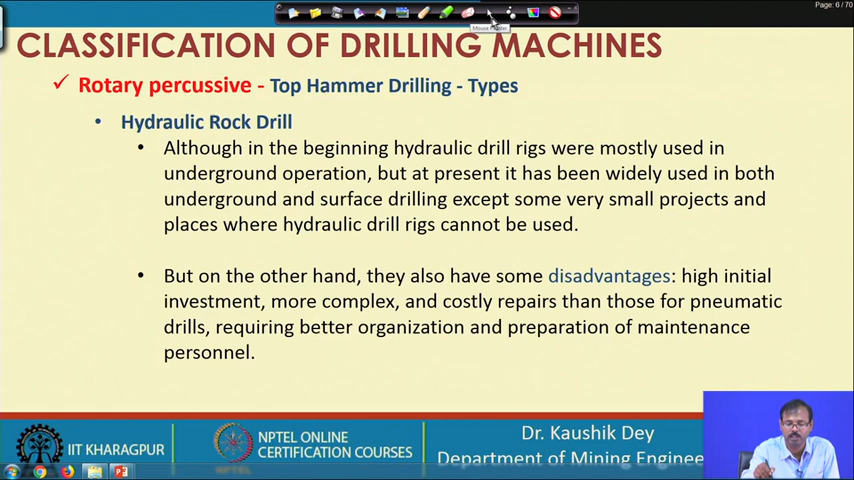 Page: 6 / 70
CLASSIFICATION OF DRILLING MACHINES
✓ Rotary percussive - Top Hammer Drilling - Types
• Hydraulic Rock Drill
• Although in the beginning hydraulic drill rigs were mostly used in
underground operation, but at present it has been widely used in both
underground and surface drilling except some very small projects and
places where hydraulic drill rigs cannot be used.
• But on the other hand, they also have some disadvantages: high initial
investment, more complex, and costly repairs than those for pneumatic
drills, requiring better organization and preparation of maintenance
personnel.
IIT KHARAGPUR
NPTEL ONLINE
CERTIFICATION COURSES
NPTEL
Dr. Kaushik Dey
Department of Mining Enginee